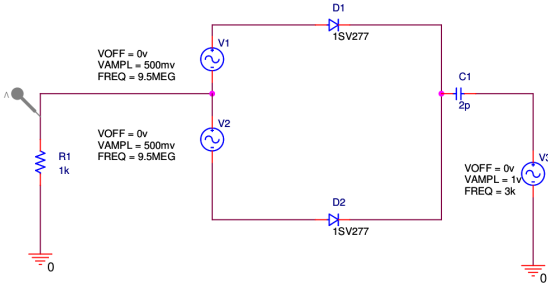 D1
1SV277
V1
VOFF = 0v
VAMPL = 500mv
FREQ = 9.5MEG
A
C1
2p
V2
VOFF = 0v
VAMPL = 500mv
FREQ = 9.5MEG
R1
1k
V3
VOFF = 0v
VAMPL = 1v
FREQ = 3k
D2
1SV277
0
0